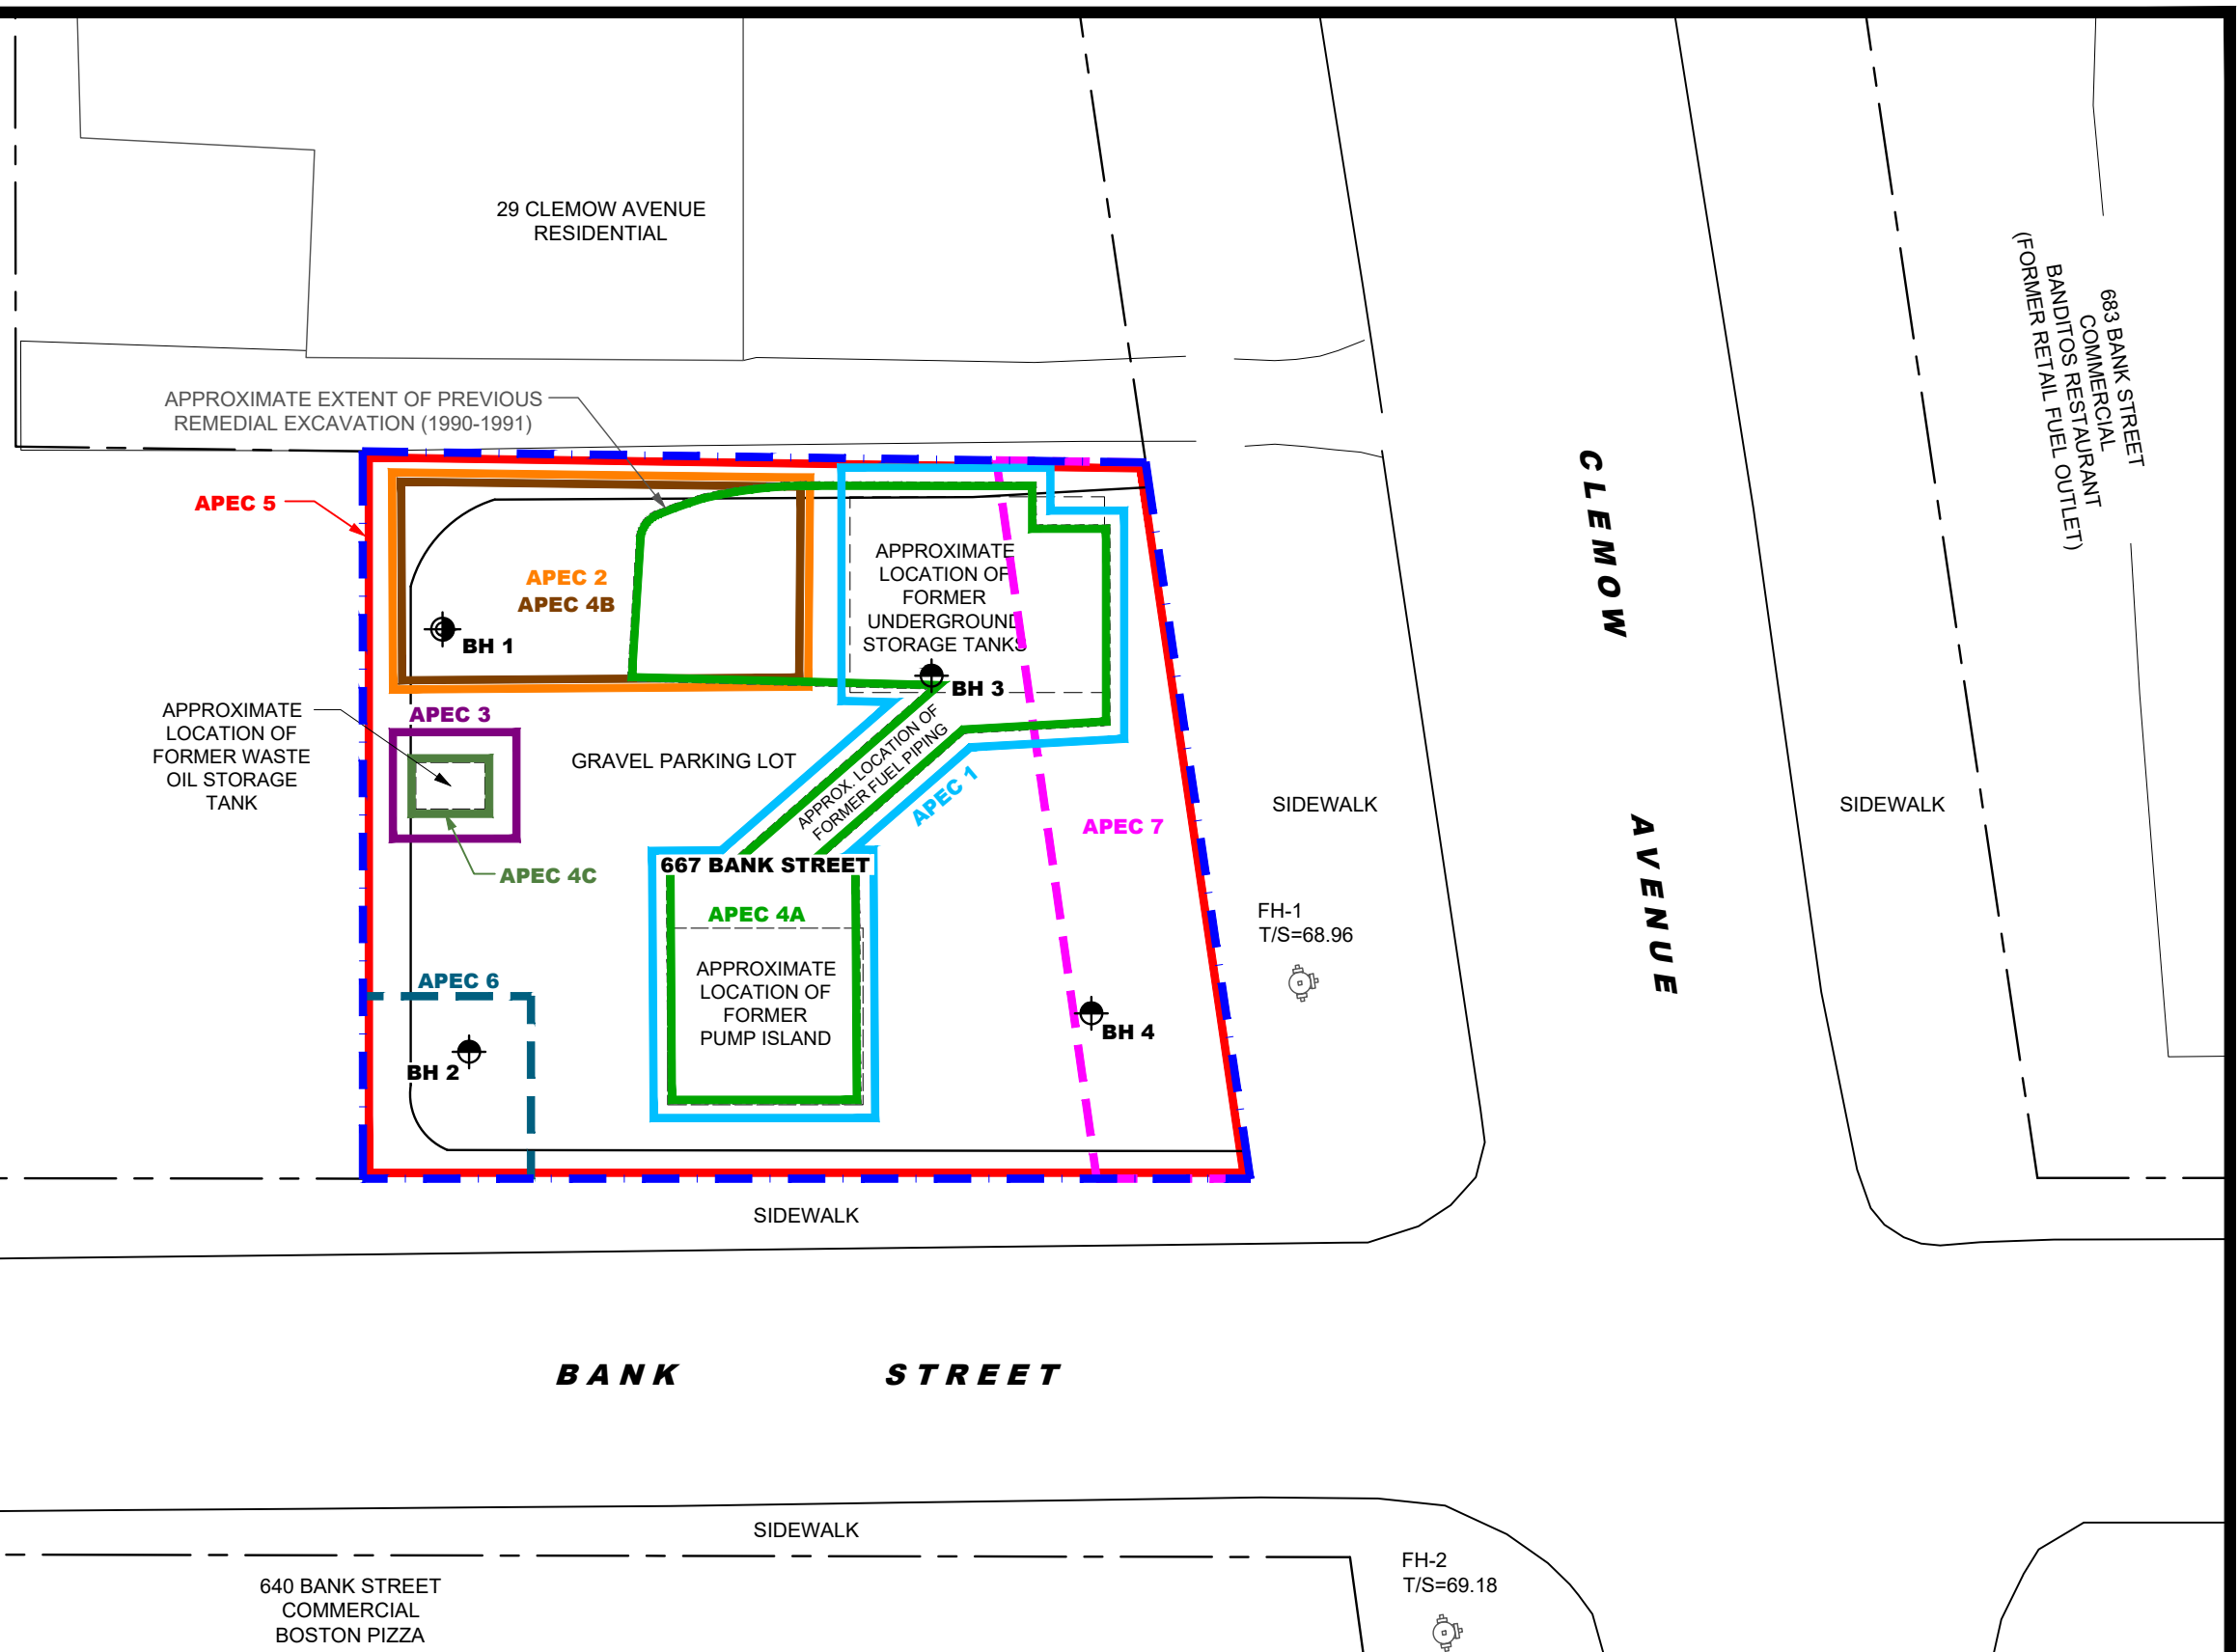 29 CLEMOW AVENUE
RESIDENTIAL
683 BANK STREET
COMMERCIAL
BANDITOS RESTAURANT
(FORMER RETAIL FUEL OUTLET)
APPROXIMATE EXTENT OF PREVIOUS
REMEDIAL EXCAVATION (1990-1991)
APEC 5
APEC 2
APEC 4B
BH 1
APPROXIMATE
LOCATION OF
FORMER
UNDERGROUND
STORAGE TANKS
BH 3
CLEMOW AVENUE
APPROXIMATE
LOCATION OF
FORMER WASTE
OIL STORAGE
TANK
APEC 3
GRAVEL PARKING LOT
APPROX. LOCATION OF
FORMER FUEL PIPING
APEC 1
APEC 7
SIDEWALK
SIDEWALK
APEC 4C
667 BANK STREET
APEC 4A
APPROXIMATE
LOCATION OF
FORMER
PUMP ISLAND
FH-1
T/S=68.96
APEC 6
BH 2
BH 4
SIDEWALK
BANK STREET
SIDEWALK
640 BANK STREET
COMMERCIAL
BOSTON PIZZA
FH-2
T/S=69.18